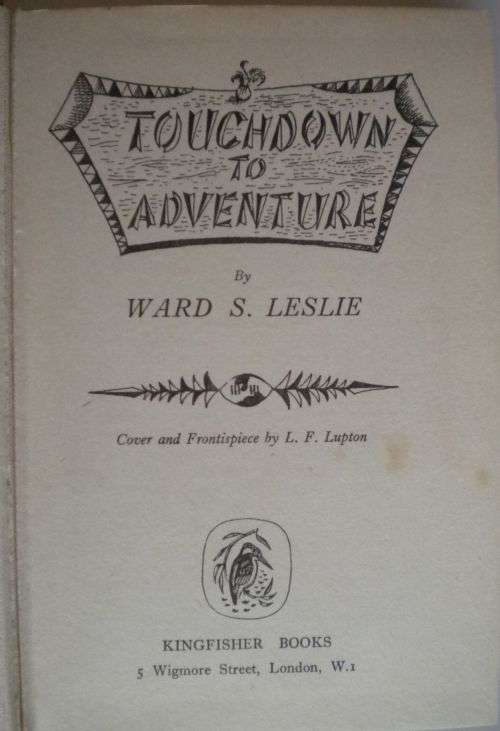 TOUCHDOWN
TO
ADVENTURE
By
WARD S. LESLIE
Cover and Frontispiece by L. F. Lupton
KINGFISHER BOOKS
5 Wigmore Street, London, W.1